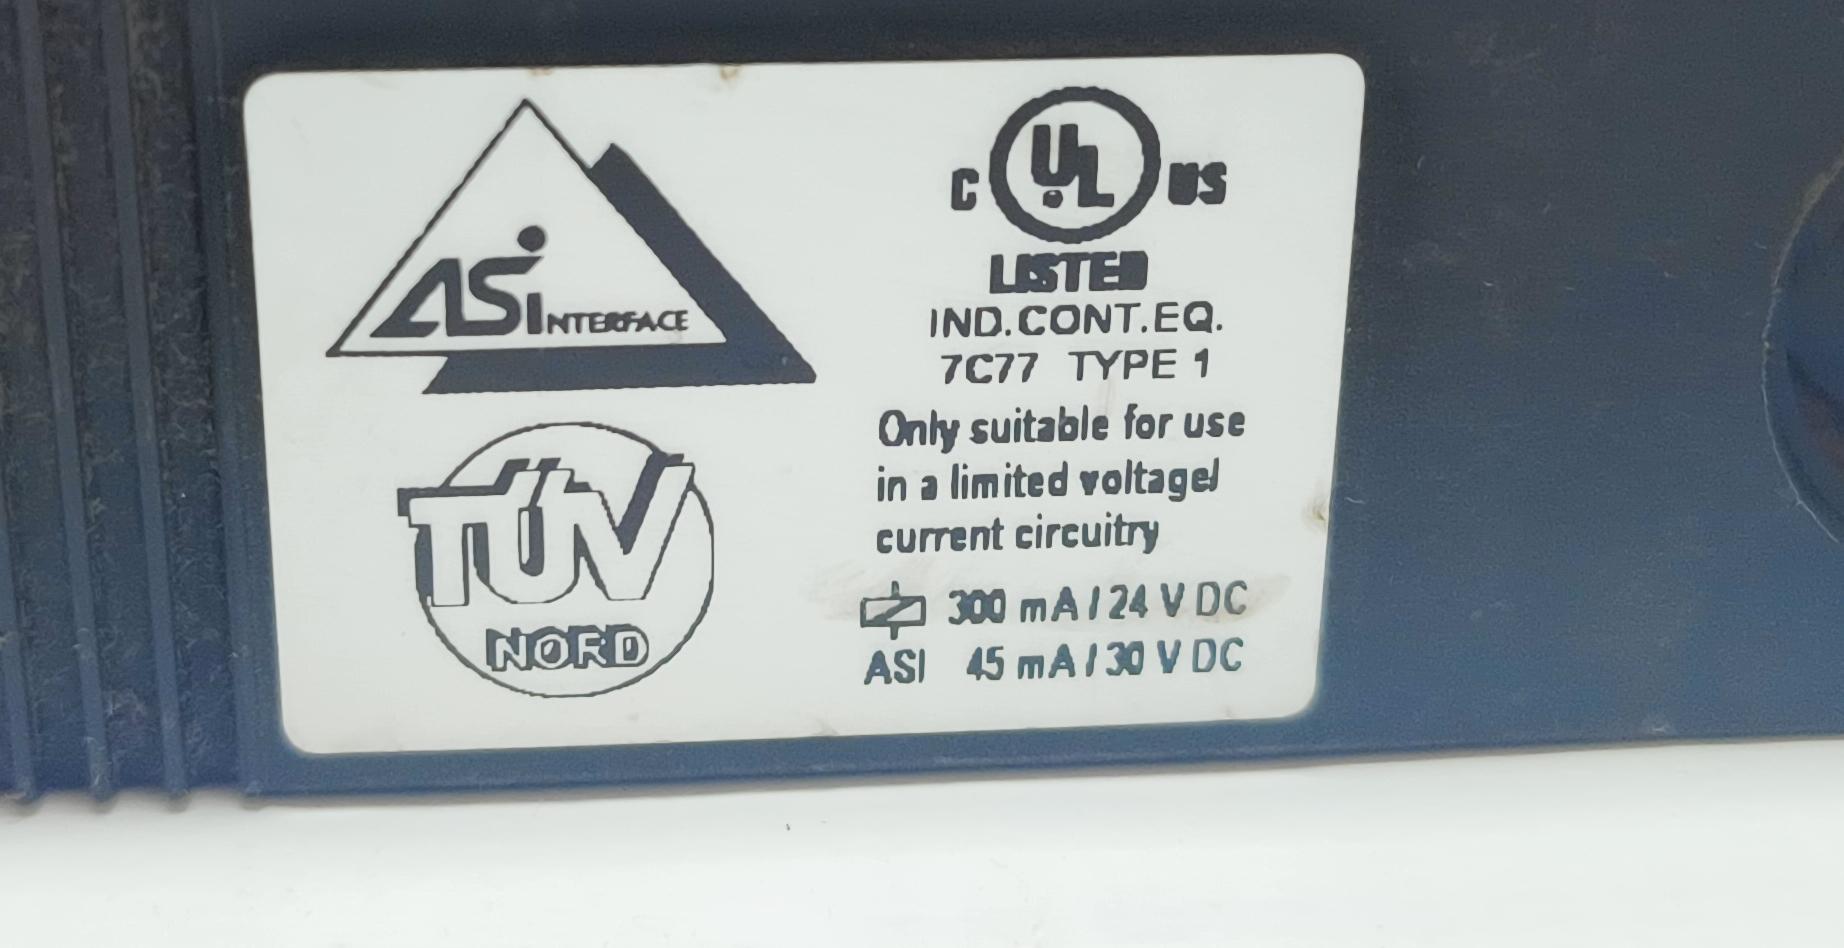 ASi INTERFACE
TÜV
NORD
C UL US
LISTED
IND.CONT.EQ.
7C77 TYPE 1
Only suitable for use
in a limited voltage/
current circuitry
300 mA / 24 V DC
ASI 45 mA / 30 V DC